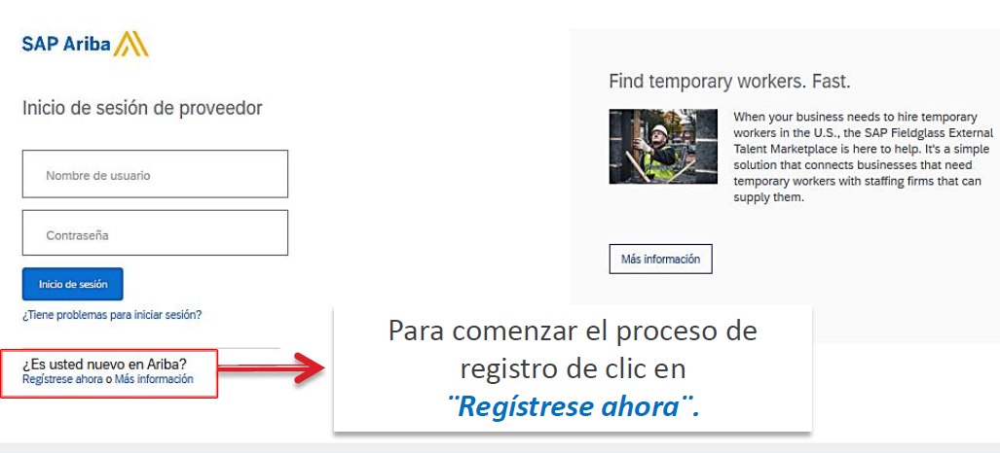 SAP Ariba
Inicio de sesión de proveedor
Nombre de usuario
Contraseña
Inicio de sesión
¿Tiene problemas para iniciar sesión?
¿Es usted nuevo en Ariba?
Regístrese ahora o Más información
Find temporary workers. Fast.
When your business needs to hire temporary
workers in the U.S., the SAP Fieldglass External
Talent Marketplace is here to help. It's a simple
solution that connects businesses that need
temporary workers with staffing firms that can
supply them.
Más información
Para comenzar el proceso de
registro de clic en
¨Regístrese ahora¨.